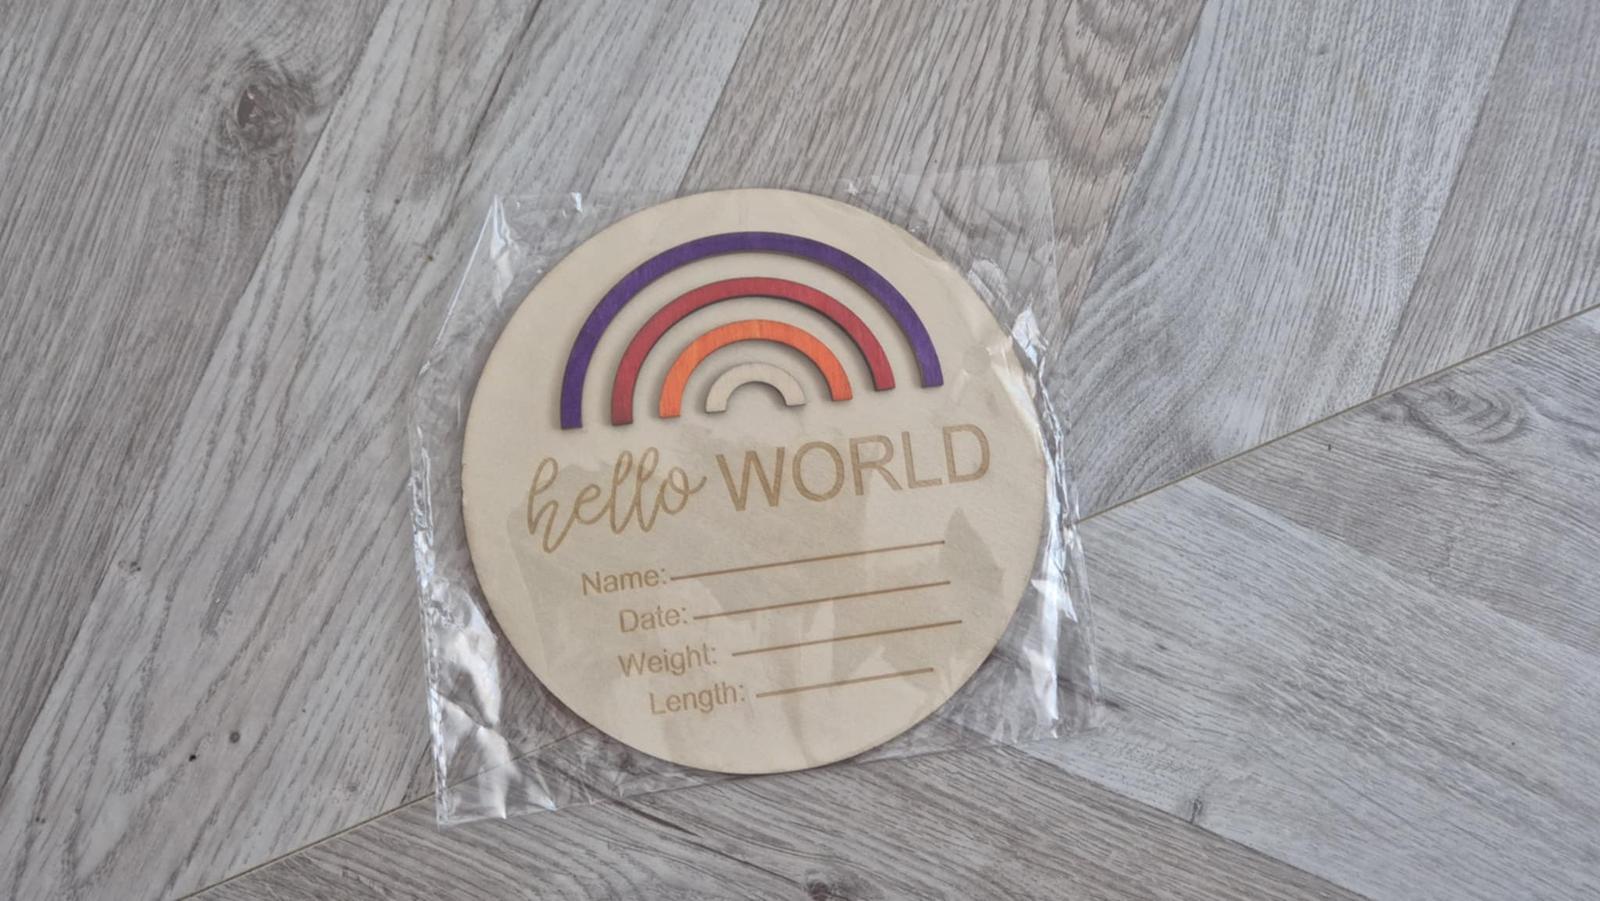 hello WORLD
Name:
Date:
Weight:
Length: